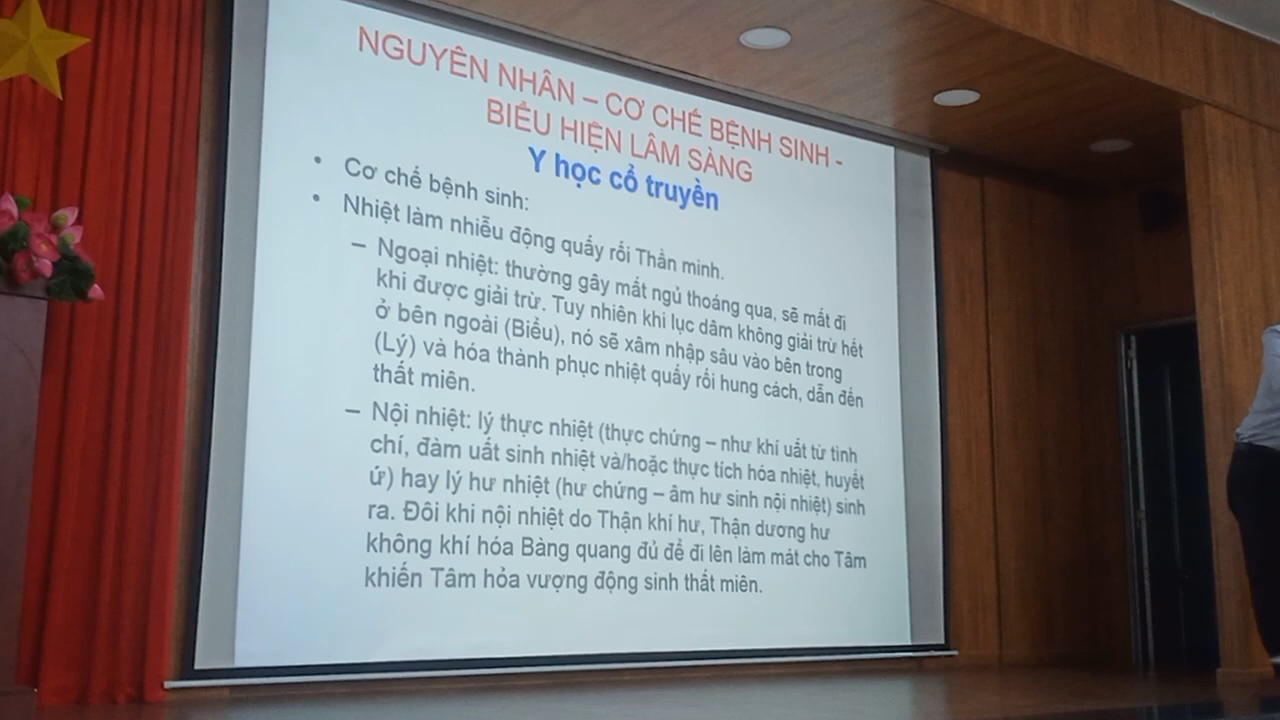 NGUYÊN NHÂN – CƠ CHẾ BỆNH SINH -
BIỂU HIỆN LÂM SÀNG
Y học cổ truyền
• Cơ chế bệnh sinh:
• Nhiệt làm nhiễu động quấy rối Thần minh.
– Ngoại nhiệt: thường gây mất ngủ thoáng qua, sẽ mất đi
khi được giải trừ. Tuy nhiên khi lục dâm không giải trừ hết
ở bên ngoài (Biểu), nó sẽ xâm nhập sâu vào bên trong
(Lý) và hóa thành phục nhiệt quấy rối hung cách, dẫn đến
thất miên.
– Nội nhiệt: lý thực nhiệt (thực chứng – như khí uất từ tình
chí, đàm uất sinh nhiệt và/hoặc thực tích hóa nhiệt, huyết
ứ) hay lý hư nhiệt (hư chứng – âm hư sinh nội nhiệt) sinh
ra. Đôi khi nội nhiệt do Thận khí hư, Thận dương hư
không khí hóa Bàng quang đủ để đi lên làm mát cho Tâm
khiến Tâm hỏa vượng động sinh thất miên.